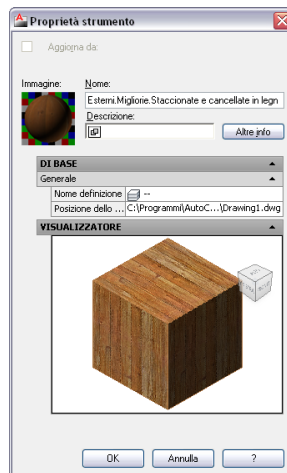 Proprietà strumento
Aggiorna da:
Immagine:
Nome:
Esterni.Migliorie.Staccionate e cancellate in legn
Descrizione:
Altre info
DI BASE
Generale
Nome definizione
--
Posizione dello ...
C:\Programmi\AutoC...\Drawing1.dwg
VISUALIZZATORE
OK
Annulla
?